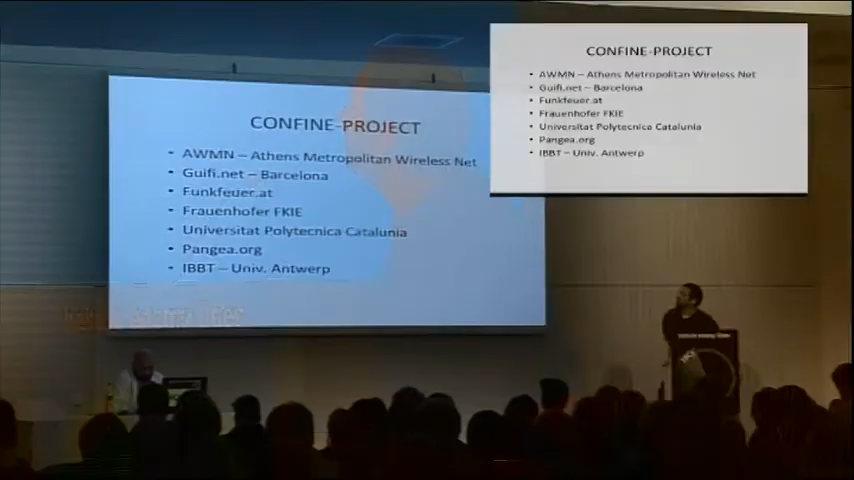 CONFINE-PROJECT
• AWMN – Athens Metropolitan Wireless Net
• Guifi.net – Barcelona
• Funkfeuer.at
• Frauenhofer FKIE
• Universitat Polytecnica Catalunia
• Pangea.org
• IBBT – Univ. Antwerp
CONFINE-PROJECT
• AWMN – Athens Metropolitan Wireless Net
• Guifi.net – Barcelona
• Funkfeuer.at
• Frauenhofer FKIE
• Universitat Polytecnica Catalunia
• Pangea.org
• IBBT – Univ. Antwerp